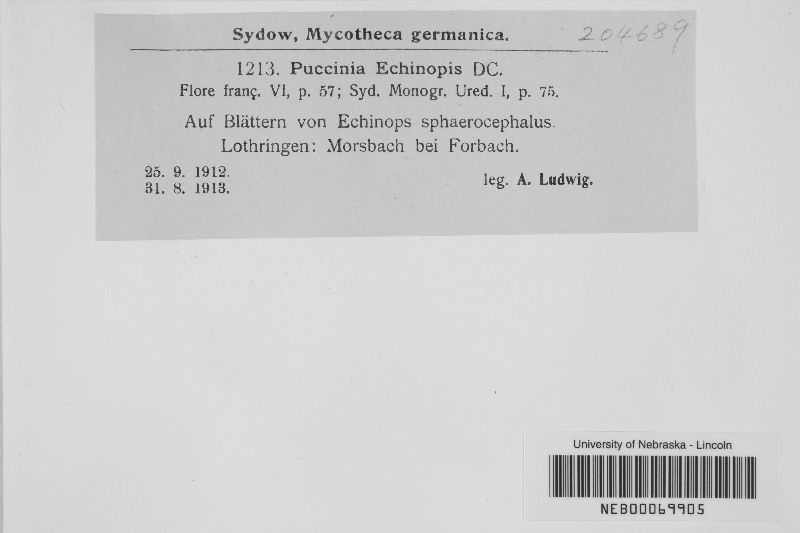 Sydow, Mycotheca germanica.
204689
1213. Puccinia Echinopis DC.
Flore franç. VI, p. 57; Syd. Monogr. Ured. I, p. 75.
Auf Blättern von Echinops sphaerocephalus.
Lothringen: Morsbach bei Forbach.
25. 9. 1912.
31. 8. 1913.
leg. A. Ludwig.
University of Nebraska - Lincoln
NEB00069905